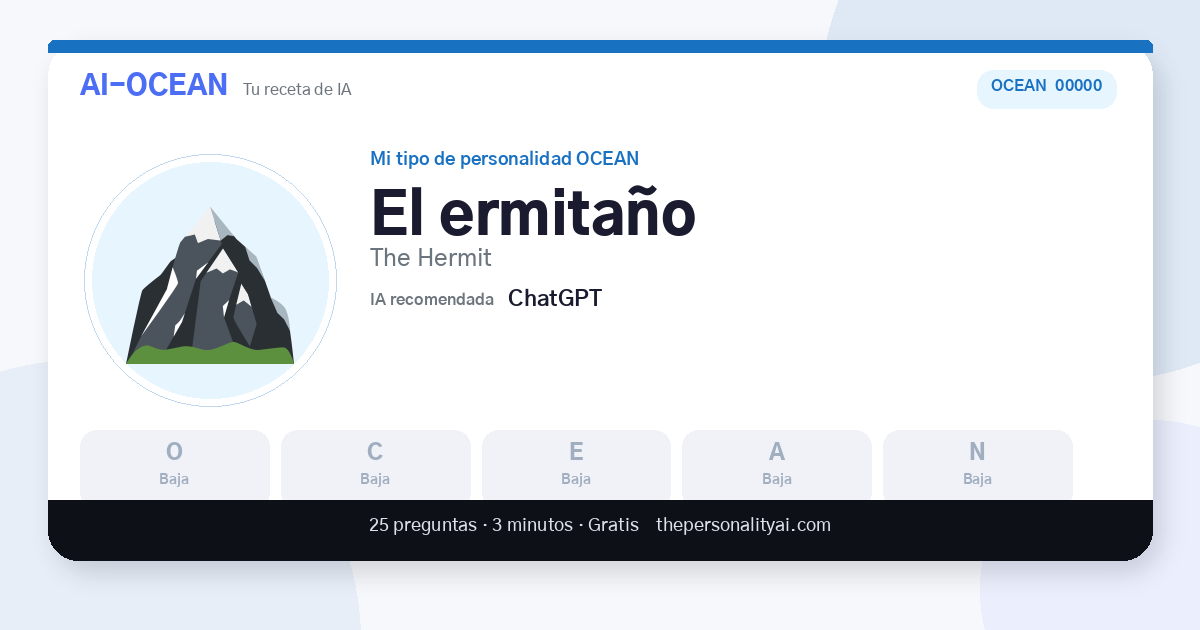 AI-OCEAN Tu receta de IA
OCEAN 00000
Mi tipo de personalidad OCEAN
El ermitaño
The Hermit
IA recomendada ChatGPT
O C E A N
Baja Baja Baja Baja Baja
25 preguntas · 3 minutos · Gratis thepersonalityai.com